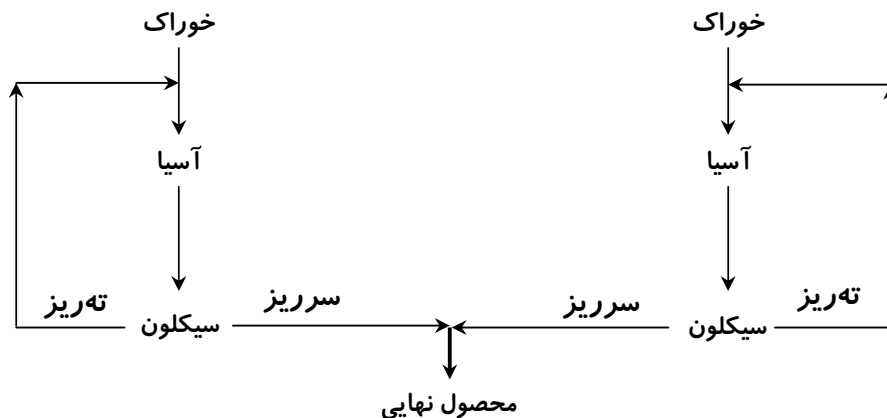 خوراک
خوراک
آسیا
آسیا
ته‌ریز
سرریز
سرریز
ته‌ریز
سیکلون
سیکلون
محصول نهایی